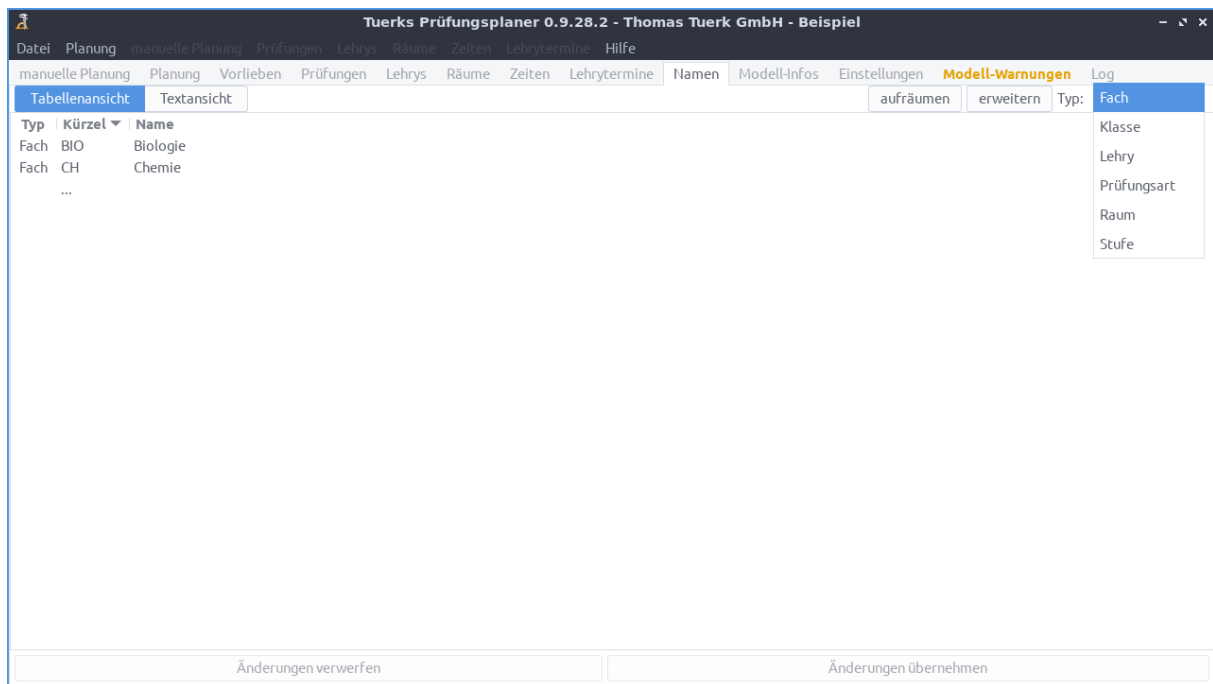 Tuerks Prüfungsplaner 0.9.28.2 - Thomas Tuerk GmbH - Beispiel
Datei Planung manuelle Planung Prüfungen Lehrys Räume Zeiten Lehrytermine Hilfe
manuelle Planung Planung Vorlieben Prüfungen Lehrys Räume Zeiten Lehrytermine Namen Modell-Infos Einstellungen Modell-Warnungen Log
Tabellenansicht Textansicht aufräumen erweitern Typ: Fach
Typ Kürzel Name
Klasse
Fach BIO Biologie
Lehry
Fach CH Chemie
Prüfungsart
...
Raum
Stufe
Änderungen verwerfen Änderungen übernehmen